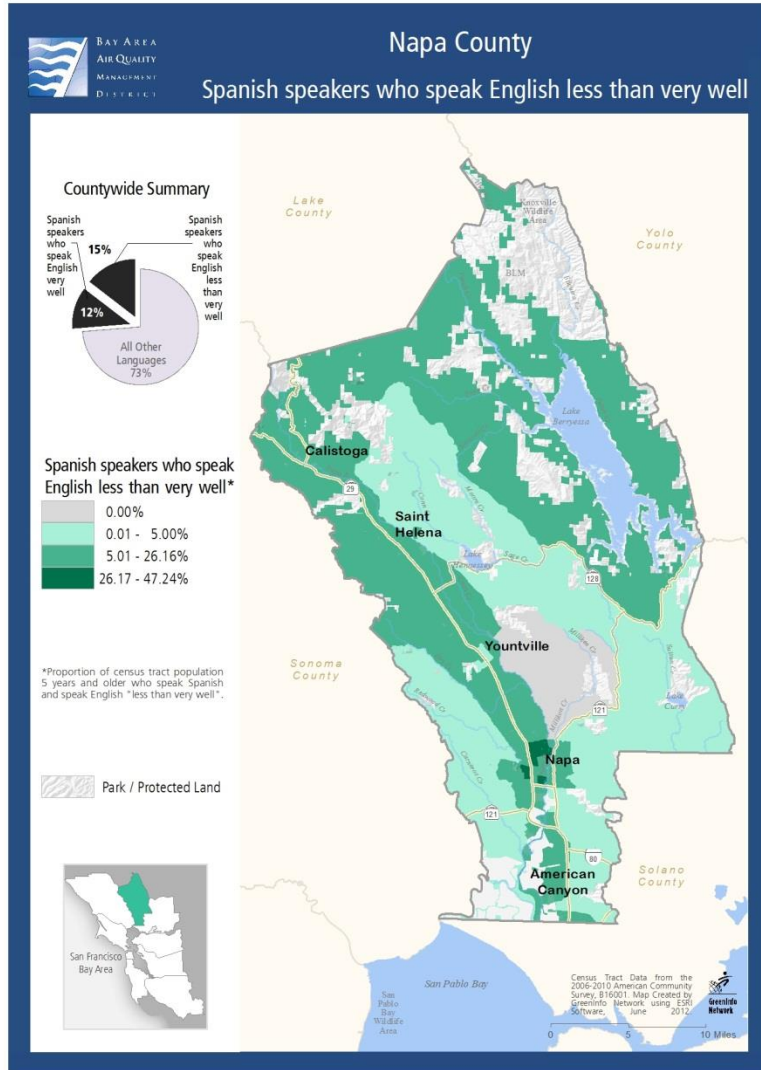 BAY AREA
AIR QUALITY
MANAGEMENT
DISTRICT
Napa County
Spanish speakers who speak English less than very well
Countywide Summary
Spanish
speakers
who
speak
English
very
well
15%
Spanish
speakers
who
speak
English
less
than
very
well
12%
All Other
Languages
73%
Spanish speakers who speak
English less than very well*
0.00%
0.01 - 5.00%
5.01 - 26.16%
26.17 - 47.24%
*Proportion of census tract population
5 years and older who speak Spanish
and speak English "less than very well".
Park / Protected Land
San Francisco
Bay Area
Lake
County
Knoxville
Wildlife
Area
Yolo
County
BLM
Lake
Berryessa
Calistoga
29
Saint
Helena
Lake
Hennessey
Sage Cr
128
Sonoma
County
Yountville
Milliken Cr
Milliken Cr
121
Lake
Curry
Napa
121
80
American
Canyon
Solano
County
San Pablo Bay
San
Pablo
Bay
Wildlife
Area
Census Tract Data from the
2006-2010 American Community
Survey, B16001. Map Created by
GreenInfo Network using ESRI
Software, June 2012.
GreenInfo
Network
0 5 10 Miles